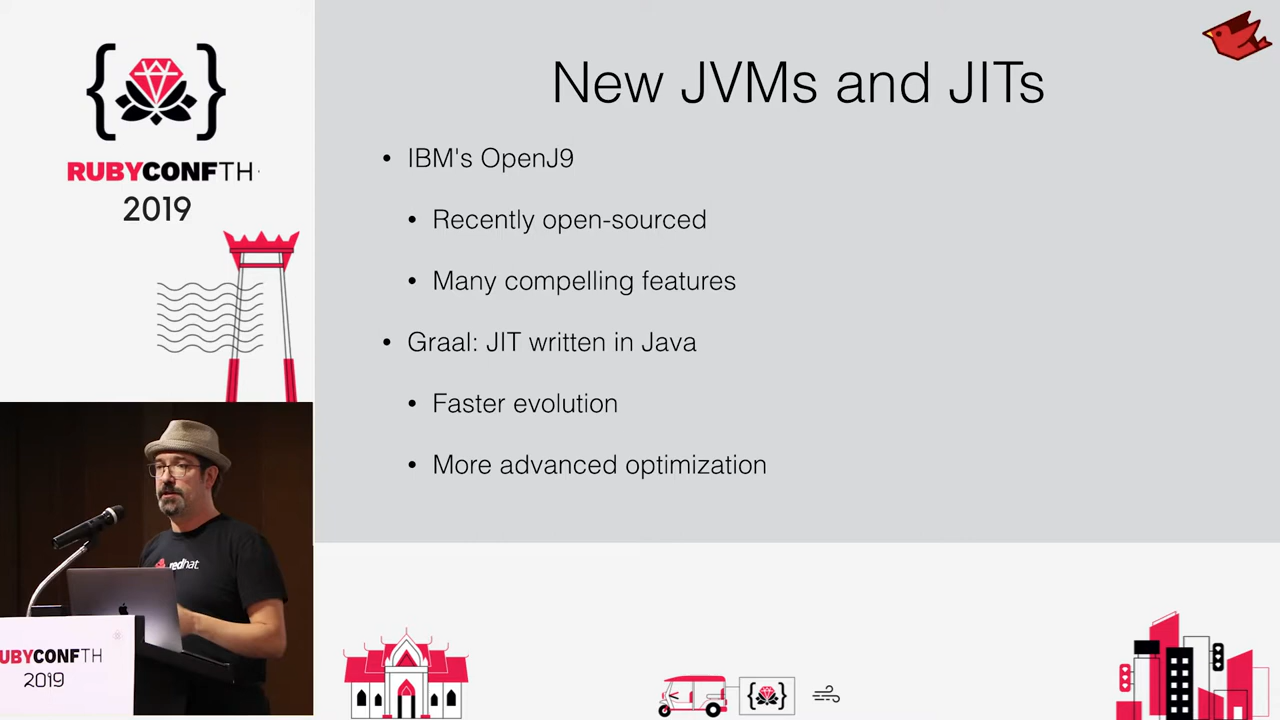 RUBYCONFTH
2019
New JVMs and JITs
• IBM's OpenJ9
• Recently open-sourced
• Many compelling features
• Graal: JIT written in Java
• Faster evolution
• More advanced optimization
redhat
UBYCONFTH
2019